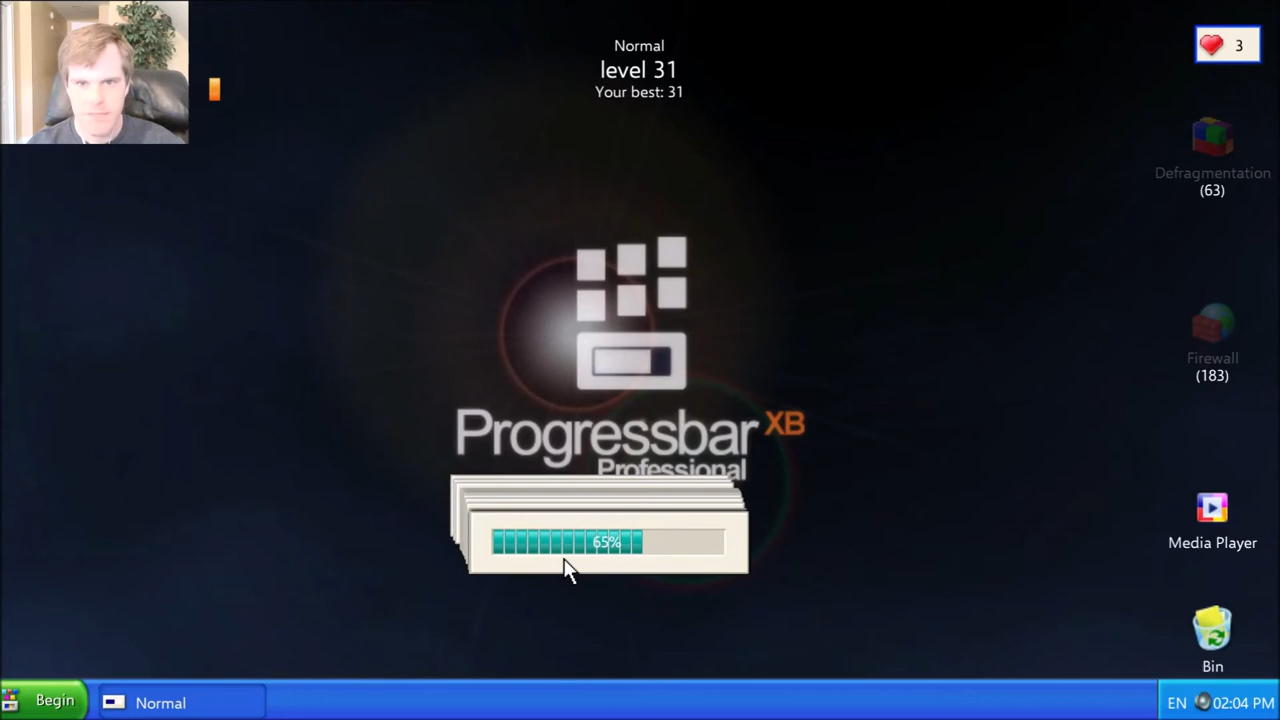 Normal
level 31
Your best: 31
3
Defragmentation
(63)
Firewall
(183)
Progressbar XB
Professional
65%
Media Player
Bin
Begin
Normal
EN 02:04 PM